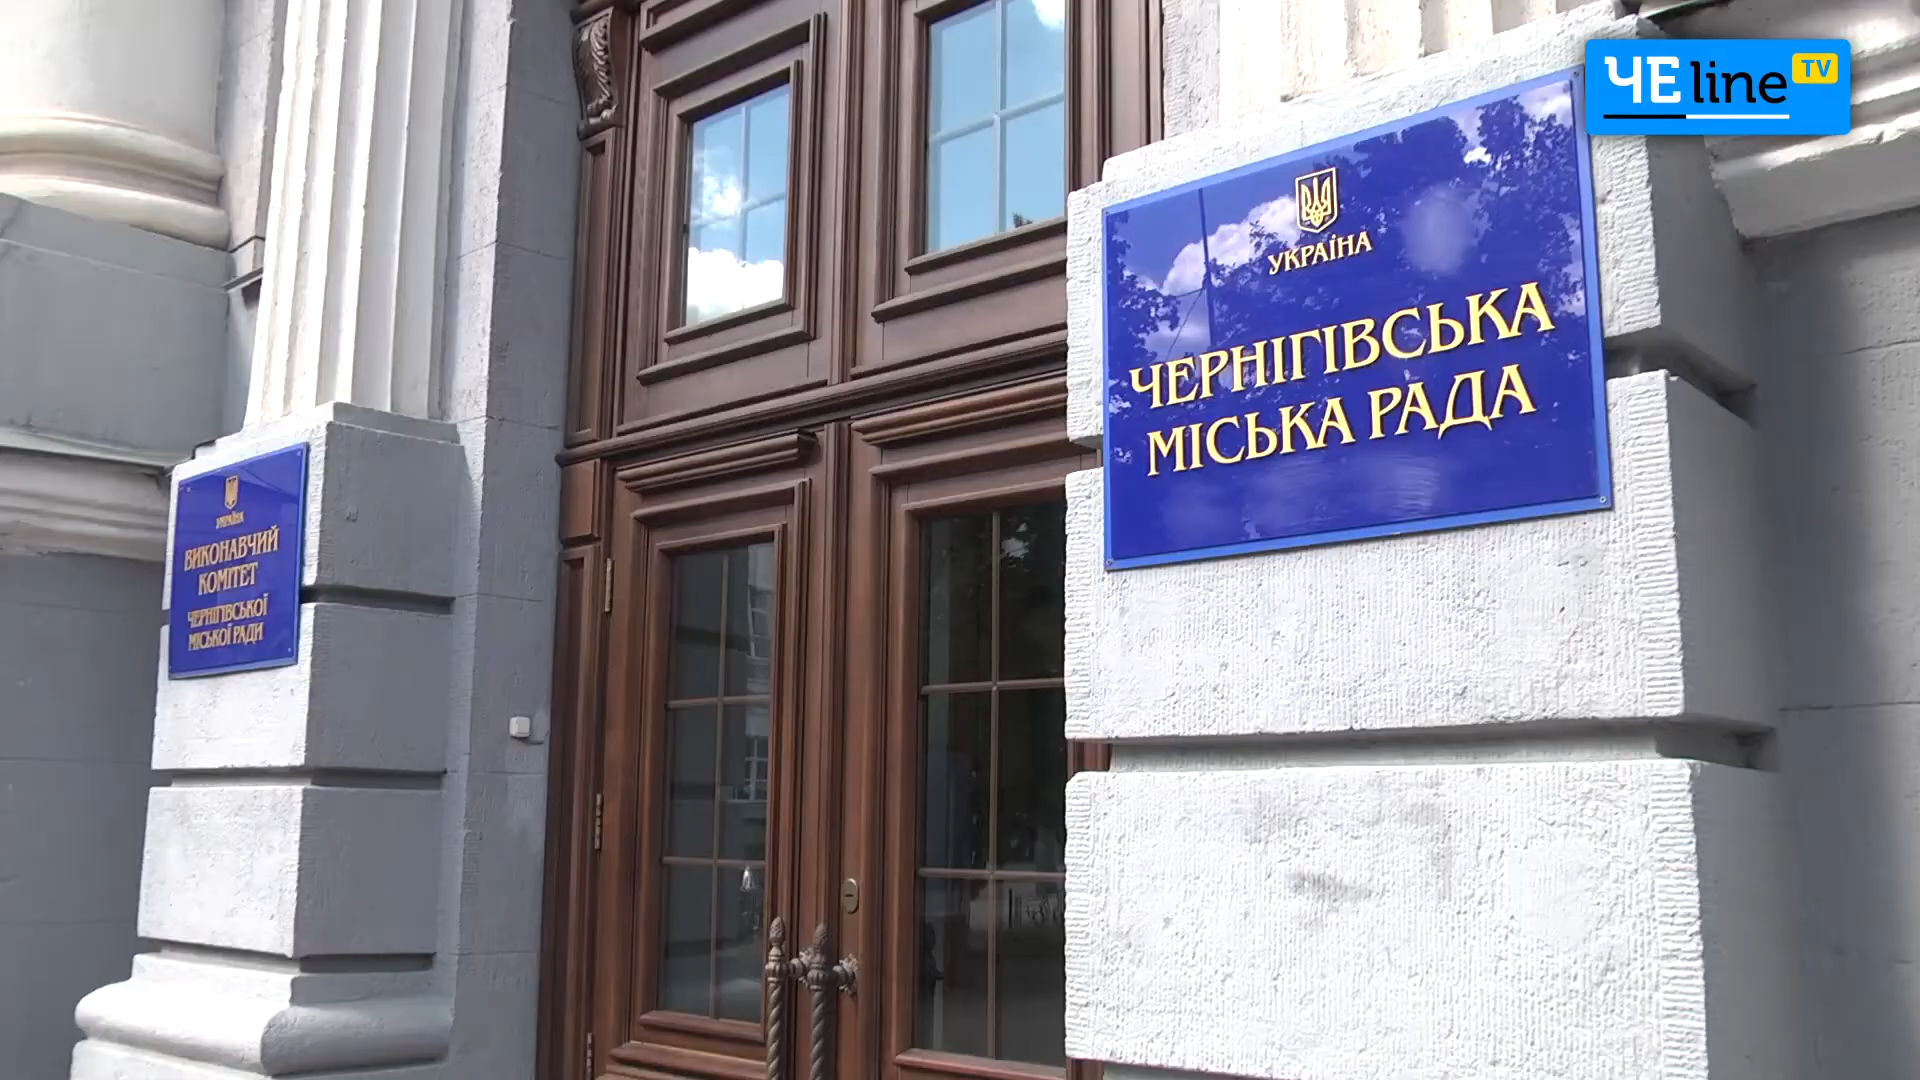 ЧЕline TV
УКРАЇНА
ЧЕРНІГІВСЬКА
МІСЬКА РАДА
УКРАЇНА
ВИКОНАВЧИЙ
КОМІТЕТ
ЧЕРНІГІВСЬКОЇ
МІСЬКОЇ РАДИ